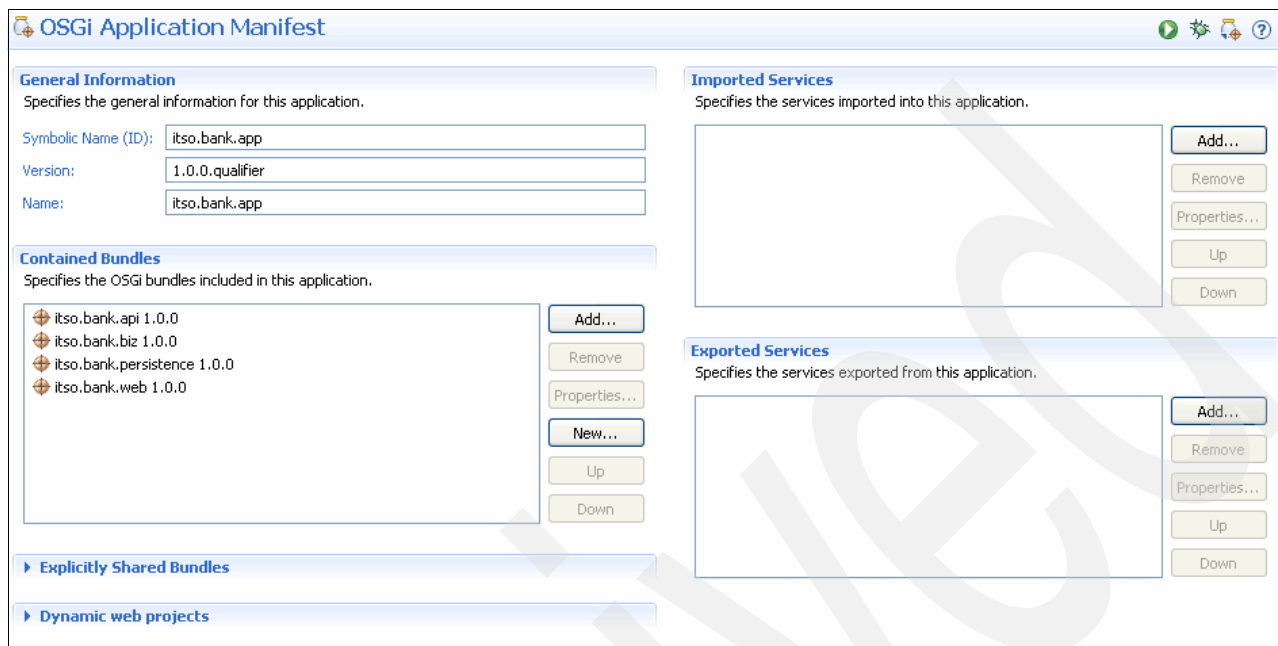 OSGi Application Manifest
General Information
Specifies the general information for this application.
Symbolic Name (ID): itso.bank.app
Version: 1.0.0.qualifier
Name: itso.bank.app
Contained Bundles
Specifies the OSGi bundles included in this application.
itso.bank.api 1.0.0
itso.bank.biz 1.0.0
itso.bank.persistence 1.0.0
itso.bank.web 1.0.0
Add...
Remove
Properties...
New...
Up
Down
Explicitly Shared Bundles
Dynamic web projects
Imported Services
Specifies the services imported into this application.
Add...
Remove
Properties...
Up
Down
Exported Services
Specifies the services exported from this application.
Add...
Remove
Properties...
Up
Down